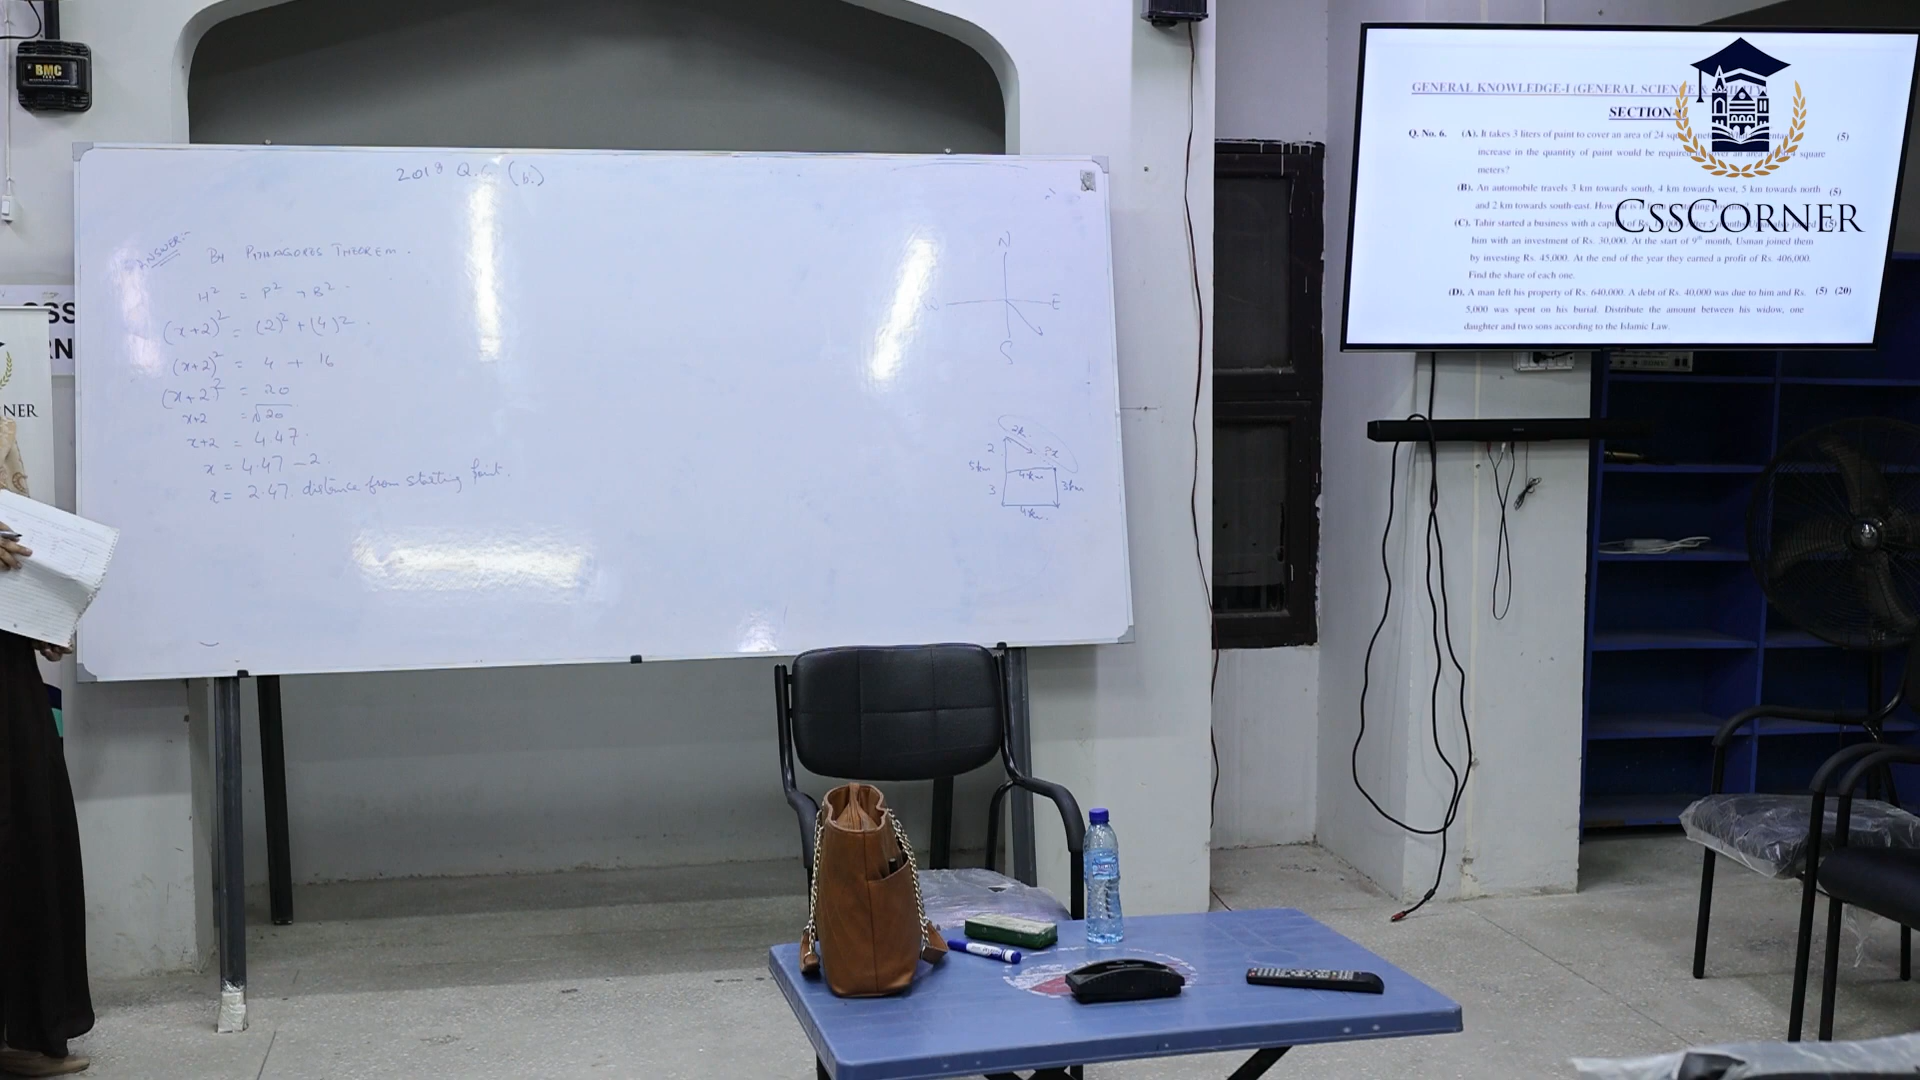 BMC
2018 Q.6 (b.)
ANSWER:-
By PYTHAGORES THEOREM.
H² = P² + B².
(x+2)² = (2)² + (4)2.
(x+2)² = 4 + 16
(x+2)² = 20
x+2 = √20
x+2 = 4.47.
x = 4.47 - 2.
x = 2.47. distance from starting point.
N
E
S
2k.
2
5km
4km
3km
3
4km.
NER
GENERAL KNOWLEDGE-I (GENERAL SCIENCE &
SECTION
Q. No. 6. (A). It takes 3 liters of paint to cover an area of 24 (5)
increase in the quantity of paint would be required square
meters?
(B). An automobile travels 3 km towards south, 4 km towards west, 5 km towards north (5)
and 2 km towards south-east. How
(C). Tahir started a business with a capital of Rs. (5)
him with an investment of Rs. 30,000. At the start of 9th month, Usman joined them
by investing Rs. 45,000. At the end of the year they earned a profit of Rs. 406,000.
Find the share of each one.
(D). A man left his property of Rs. 640,000. A debt of Rs. 40,000 was due to him and Rs. (5) (20)
5,000 was spent on his burial. Distribute the amount between his widow, one
daughter and two sons according to the Islamic Law.
CSSCORNER